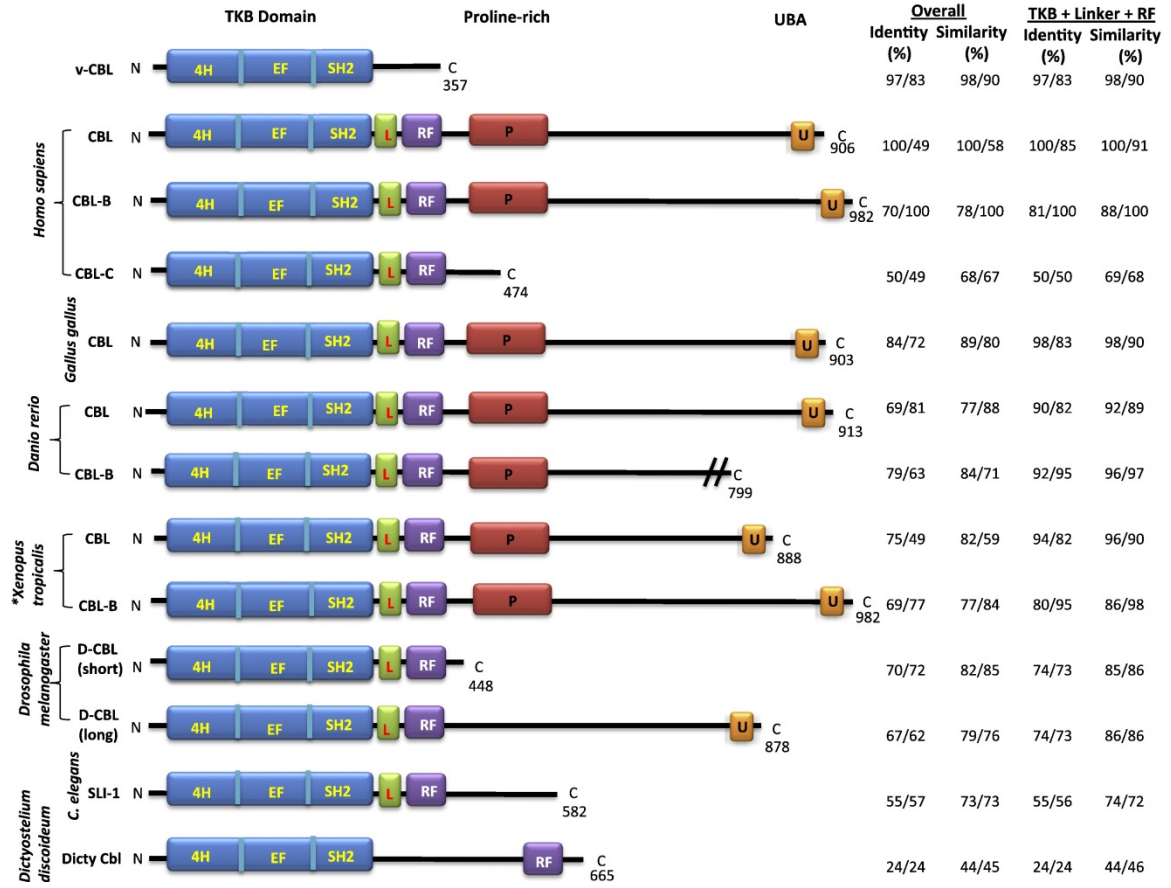 TKB Domain Proline-rich UBA Overall TKB + Linker + RF
Identity Similarity Identity Similarity
(%) (%) (%) (%)
v-CBL N 4H EF SH2 C 97/83 98/90 97/83 98/90
357
Homo sapiens
CBL N 4H EF SH2 L RF P U C 100/49 100/58 100/85 100/91
906
CBL-B N 4H EF SH2 L RF P U C 70/100 78/100 81/100 88/100
982
CBL-C N 4H EF SH2 L RF C 50/49 68/67 50/50 69/68
474
Gallus gallus
CBL N 4H EF SH2 L RF P U C 84/72 89/80 98/83 98/90
903
Danio rerio
CBL N 4H EF SH2 L RF P U C 69/81 77/88 90/82 92/89
913
CBL-B N 4H EF SH2 L RF P C 79/63 84/71 92/95 96/97
799
*Xenopus
tropicalis
CBL N 4H EF SH2 L RF P U C 75/49 82/59 94/82 96/90
888
CBL-B N 4H EF SH2 L RF P U C 69/77 77/84 80/95 86/98
982
Drosophila
melanogaster
D-CBL
(short) N 4H EF SH2 L RF C 70/72 82/85 74/73 85/86
448
D-CBL
(long) N 4H EF SH2 L RF U C 67/62 79/76 74/73 86/86
878
C. elegans
SLI-1 N 4H EF SH2 L RF C 55/57 73/73 55/56 74/72
582
Dictyostelium
discoideum
Dicty Cbl N 4H EF SH2 RF C 24/24 44/45 24/24 44/46
665